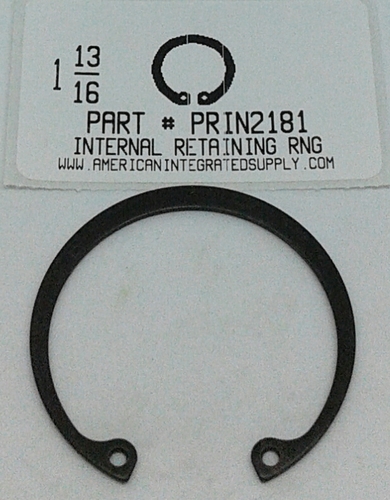 1 13/16
PART # PRIN2181
INTERNAL RETAINING RNG
WWW.AMERICANINTEGRATEDSUPPLY.COM